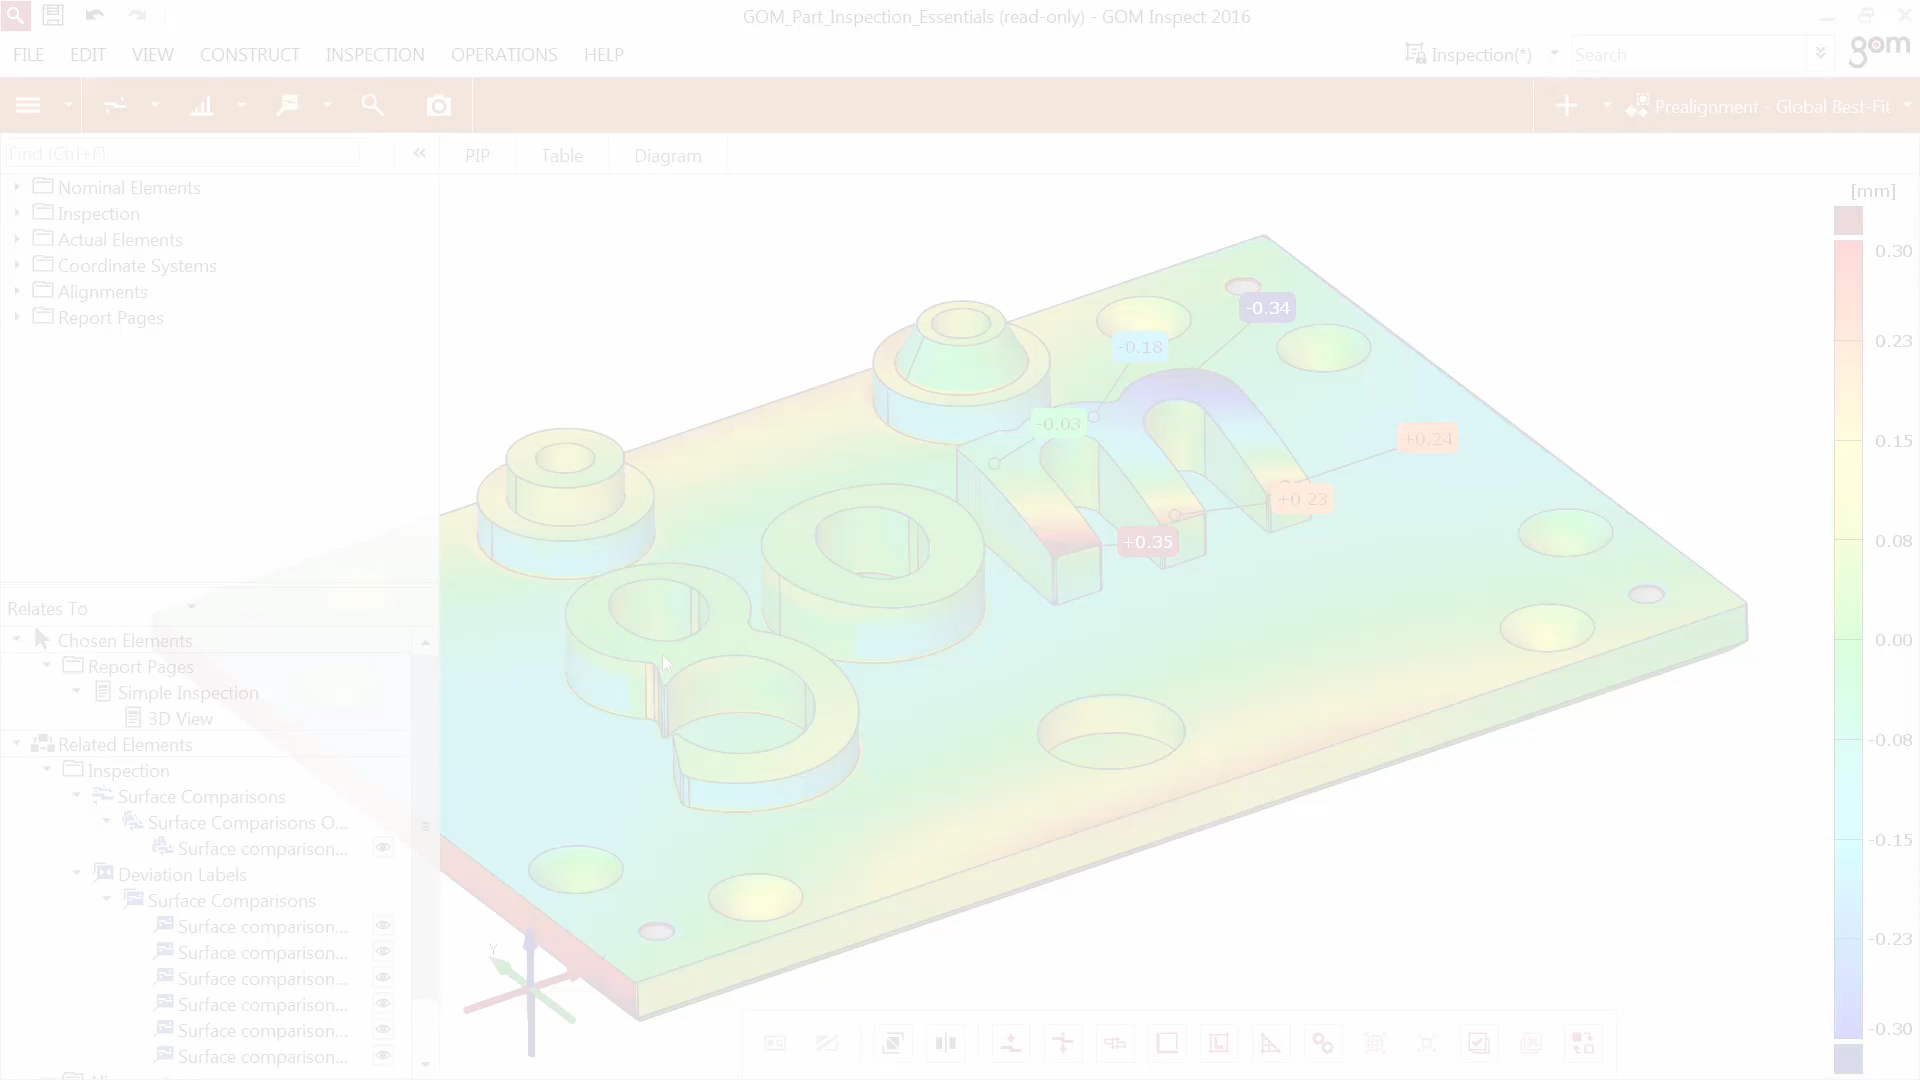 GOM_Part_Inspection_Essentials (read-only) - GOM Inspect 2016
FILE EDIT VIEW CONSTRUCT INSPECTION OPERATIONS HELP
Inspection(*)
Search
gom
Prealignment - Global Best-Fit
Find (Ctrl+F)
PIP
Table
Diagram
Nominal Elements
Inspection
Actual Elements
Coordinate Systems
Alignments
Report Pages
[mm]
0.30
0.23
0.15
0.08
0.00
-0.08
-0.15
-0.23
-0.30
-0.34
-0.18
-0.03
+0.24
+0.23
+0.35
Relates To
Chosen Elements
Report Pages
Simple Inspection
3D View
Related Elements
Inspection
Surface Comparisons
Surface Comparisons O...
Surface comparison...
Deviation Labels
Surface Comparisons
Surface comparison...
Surface comparison...
Surface comparison...
Surface comparison...
Surface comparison...
Surface comparison...
Y